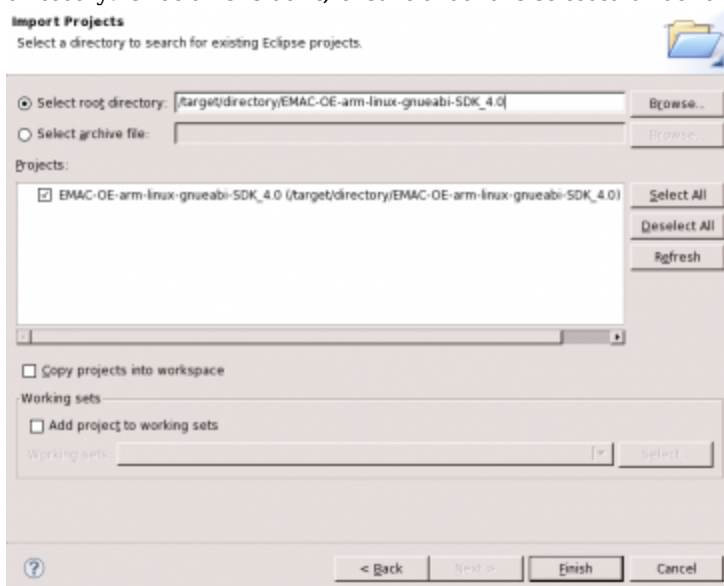 Import Projects
Select a directory to search for existing Eclipse projects.
Select root directory: /target/directory/EMAC-OE-arm-linux-gnueabi-SDK_4.0 Browse...
Select archive file: Browse...
Projects:
EMAC-OE-arm-linux-gnueabi-SDK_4.0 (/target/directory/EMAC-OE-arm-linux-gnueabi-SDK_4.0) Select All
Deselect All
Refresh
Copy projects into workspace
Working sets
Add project to working sets
Working sets: Select...
? < Back Next > Finish Cancel